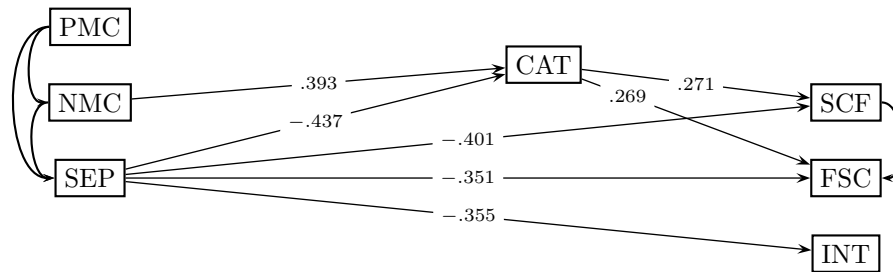 PMC
CAT
.393
.271
NMC
.269
SCF
−.437
−.401
SEP
−.351
FSC
−.355
INT